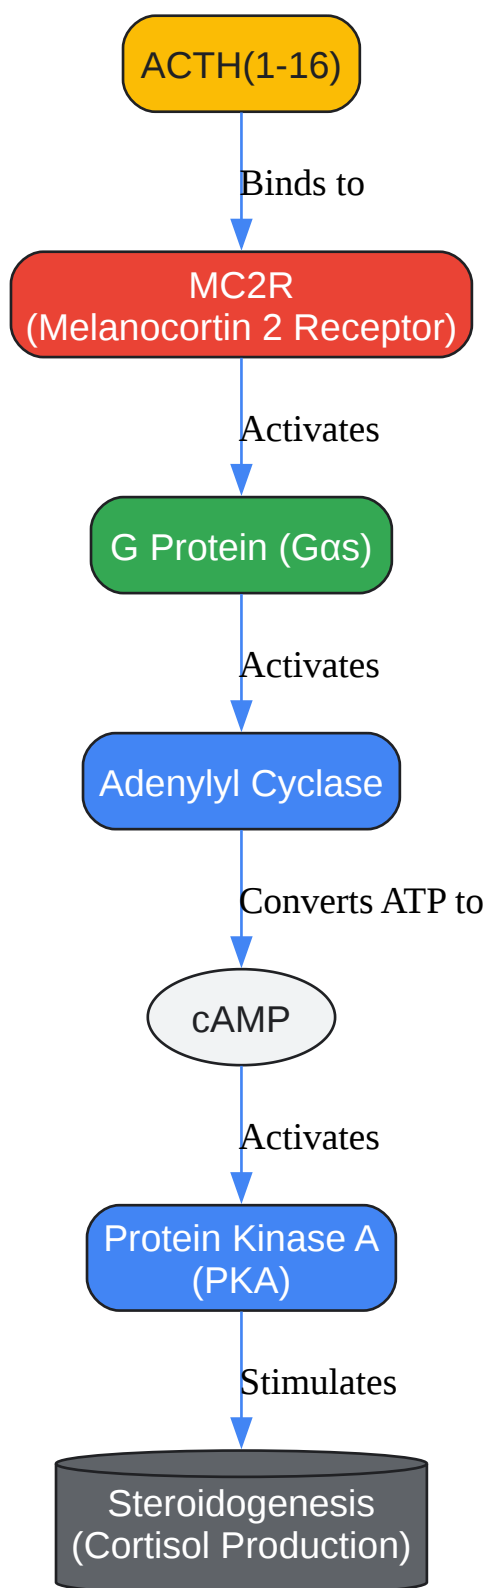 ACTH(1-16)
Binds to
MC2R
(Melanocortin 2 Receptor)
Activates
G Protein (Gαs)
Activates
Adenylyl Cyclase
Converts ATP to
cAMP
Activates
Protein Kinase A
(PKA)
Stimulates
Steroidogenesis
(Cortisol Production)